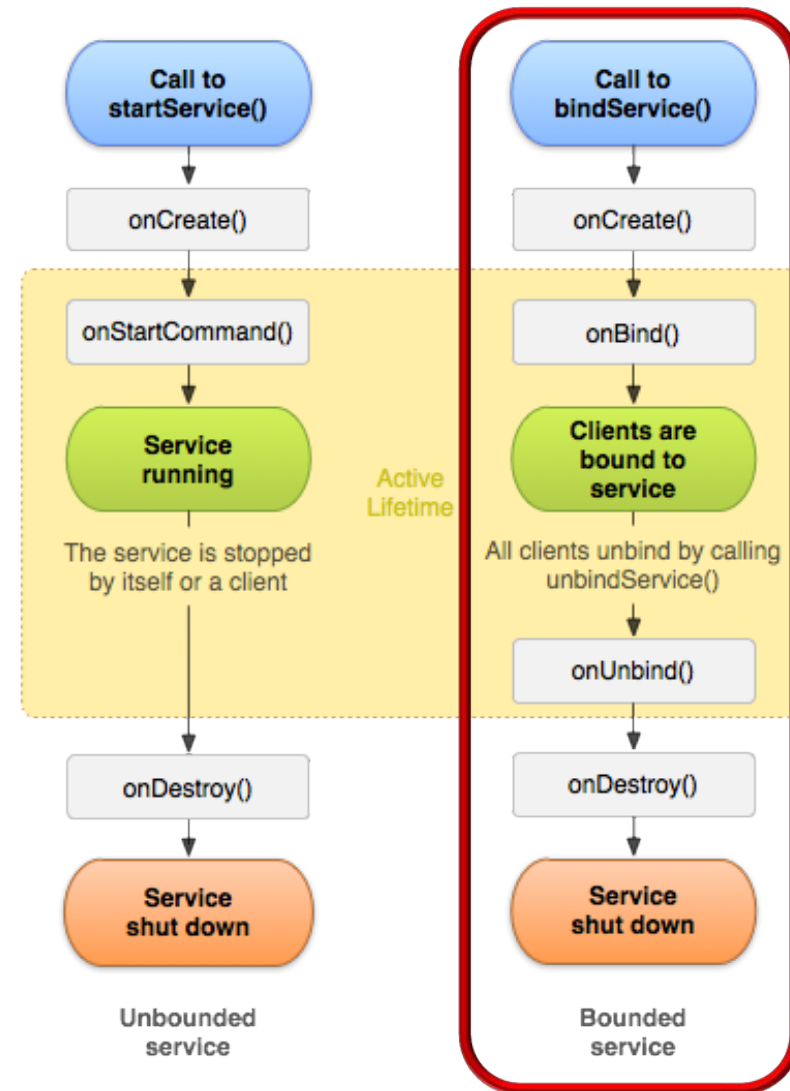 Call to
startService()
onCreate()
onStartCommand()
Service
running
The service is stopped
by itself or a client
onDestroy()
Service
shut down
Unbounded
service
Active
Lifetime
Call to
bindService()
onCreate()
onBind()
Clients are
bound to
service
All clients unbind by calling
unbindService()
onUnbind()
onDestroy()
Service
shut down
Bounded
service